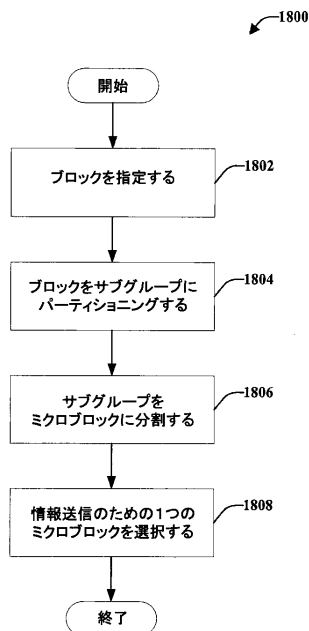 1800
開始
ブロックを指定する
1802
ブロックをサブグループに
パーティショニングする
1804
サブグループを
ミクロブロックに分割する
1806
情報送信のための1つの
ミクロブロックを選択する
1808
終了